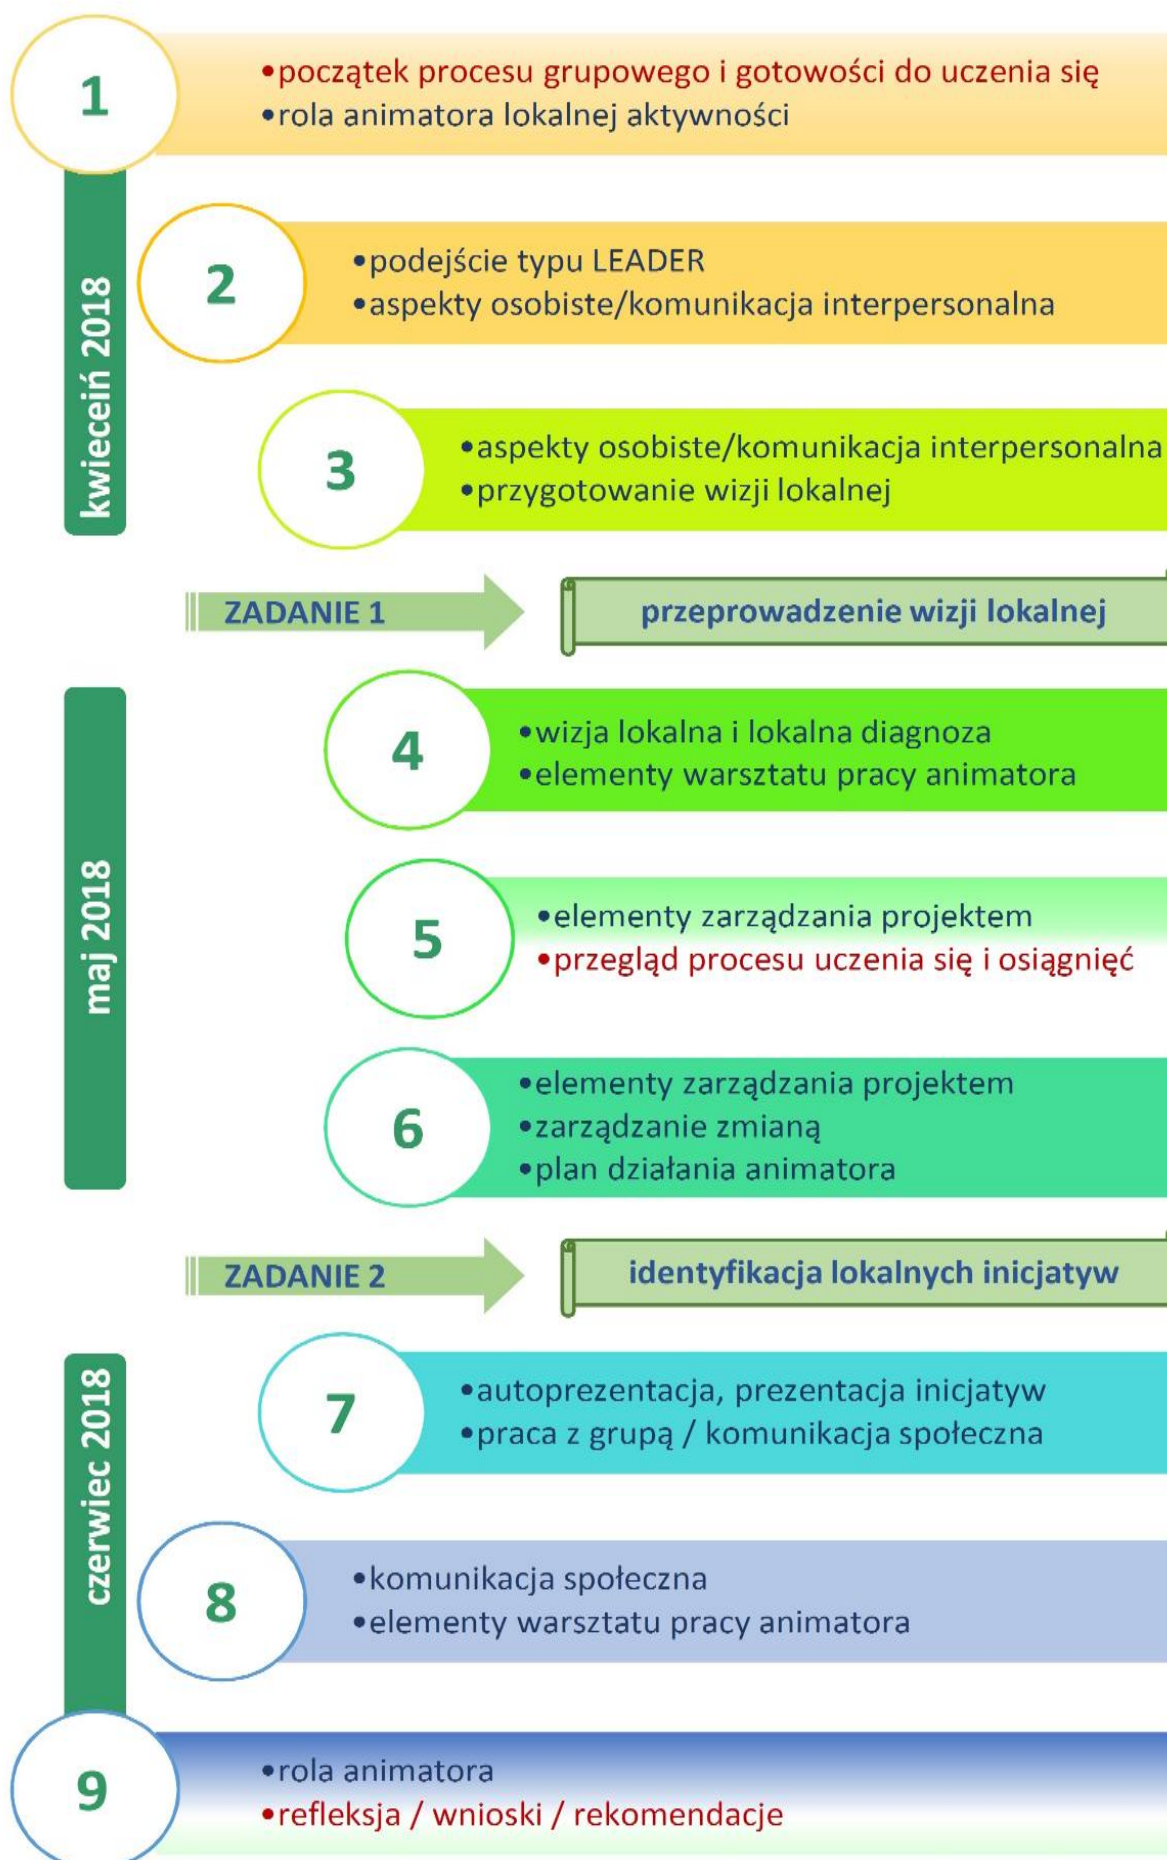 1
•początek procesu grupowego i gotowości do uczenia się
•rola animatora lokalnej aktywności
kwieceiń 2018
2
•podejście typu LEADER
•aspekty osobiste/komunikacja interpersonalna
3
•aspekty osobiste/komunikacja interpersonalna
•przygotowanie wizji lokalnej
ZADANIE 1
przeprowadzenie wizji lokalnej
maj 2018
4
•wizja lokalna i lokalna diagnoza
•elementy warsztatu pracy animatora
5
•elementy zarządzania projektem
•przegląd procesu uczenia się i osiągnięć
6
•elementy zarządzania projektem
•zarządzanie zmianą
•plan działania animatora
ZADANIE 2
identyfikacja lokalnych inicjatyw
czerwiec 2018
7
•autoprezentacja, prezentacja inicjatyw
•praca z grupą / komunikacja społeczna
8
•komunikacja społeczna
•elementy warsztatu pracy animatora
9
•rola animatora
•refleksja / wnioski / rekomendacje